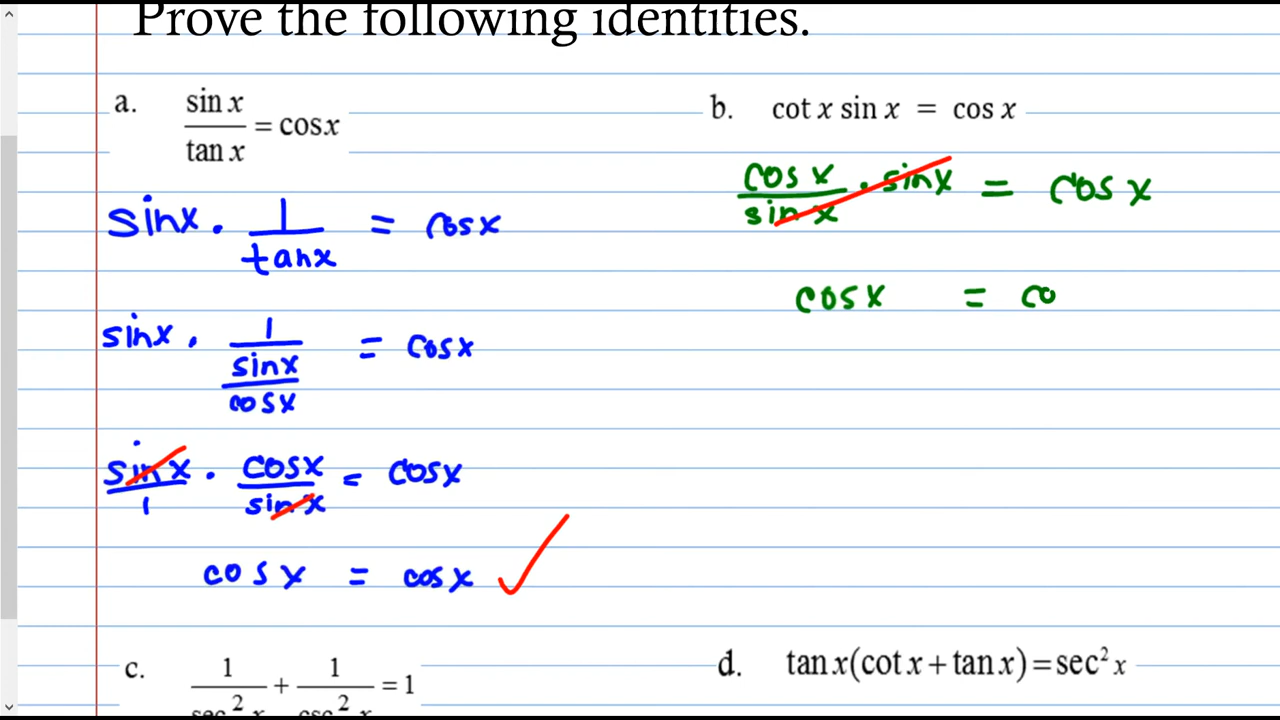 Prove the following identities.
a. sin x / tan x = cos x
sin x · 1 / tan x = cos x
sin x · 1 / sin x / cos x = cos x
sin x / 1 · cos x / sin x = cos x
cos x = cos x ✓
b. cot x sin x = cos x
cos x / sin x · sin x = cos x
cos x = co
c. 1 / sec² x + 1 / csc² x = 1
d. tan x(cot x + tan x) = sec² x